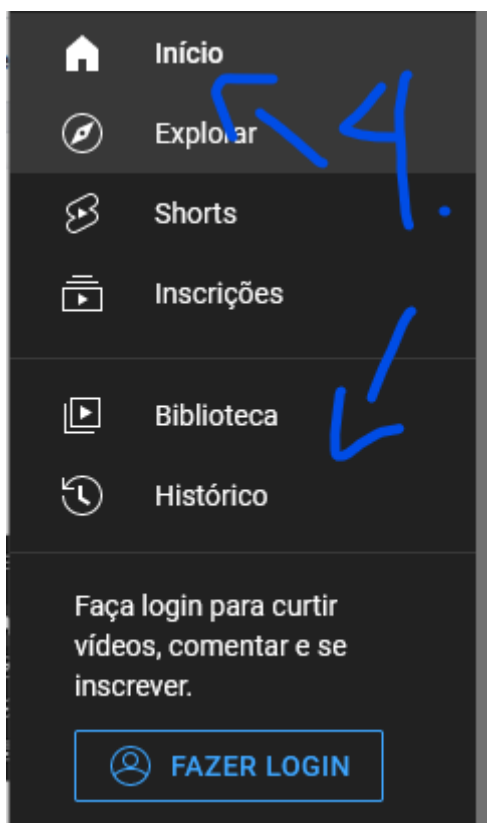 Início
Explorar
4.
Shorts
Inscrições
Biblioteca
Histórico
Faça login para curtir
vídeos, comentar e se
inscrever.
FAZER LOGIN